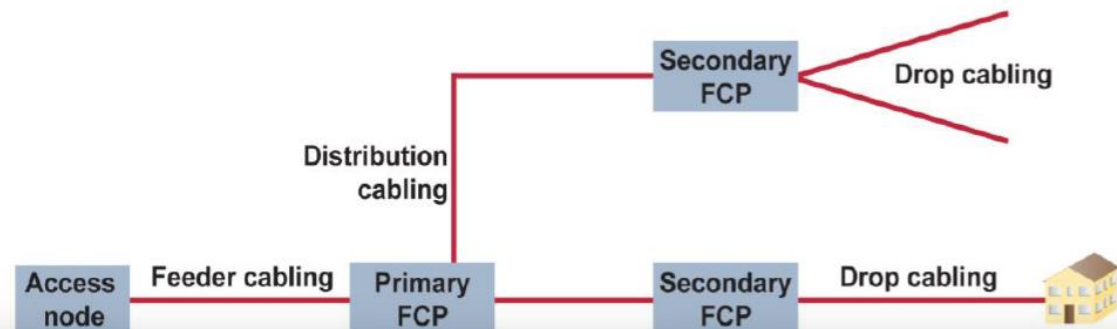 Secondary
FCP
Drop cabling
Distribution
cabling
Access
node
Feeder cabling
Primary
FCP
Secondary
FCP
Drop cabling